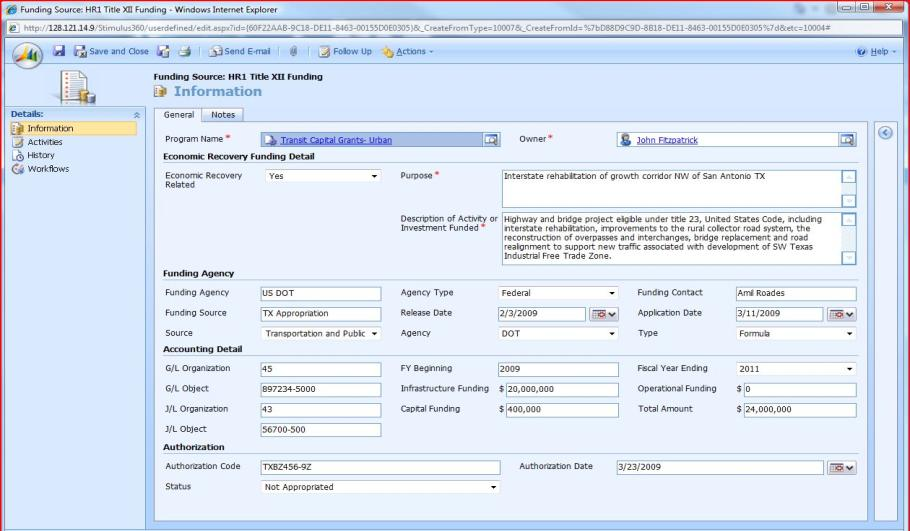 Funding Source: HR1 Title XII Funding - Windows Internet Explorer
http://128.121.14.9/Stimulus360/userdefined/edit.aspx?id={60F22AAB-9C18-DE11-8463-00155D0E0305}&_CreateFromType=10007&_CreateFromId=%7bD88D9C9D-8B18-DE11-8463-00155D0E0305%7d&etc=10004#
Save and Close Send E-mail Follow Up Actions Help
Funding Source: HR1 Title XII Funding
Information
Details:
Information
Activities
History
Workflows
General Notes
Program Name * Transit Capital Grants- Urban Owner * John Fitzpatrick
Economic Recovery Funding Detail
Economic Recovery Related Yes Purpose * Interstate rehabilitation of growth corridor NW of San Antonio TX
Description of Activity or Investment Funded * Highway and bridge project eligible under title 23, United States Code, including
interstate rehabilitation, improvements to the rural collector road system, the
reconstruction of overpasses and interchanges, bridge replacement and road
realignment to support new traffic associated with development of SW Texas
Industrial Free Trade Zone.
Funding Agency
Funding Agency US DOT Agency Type Federal Funding Contact Amil Roades
Funding Source TX Appropriation Release Date 2/3/2009 Application Date 3/11/2009
Source Transportation and Public Agency DOT Type Formula
Accounting Detail
G/L Organization 45 FY Beginning 2009 Fiscal Year Ending 2011
G/L Object 897234-5000 Infrastructure Funding $ 20,000,000 Operational Funding $ 0
J/L Organization 43 Capital Funding $ 400,000 Total Amount $ 24,000,000
J/L Object 56700-500
Authorization
Authorization Code TXBZ456-9Z Authorization Date 3/23/2009
Status Not Appropriated